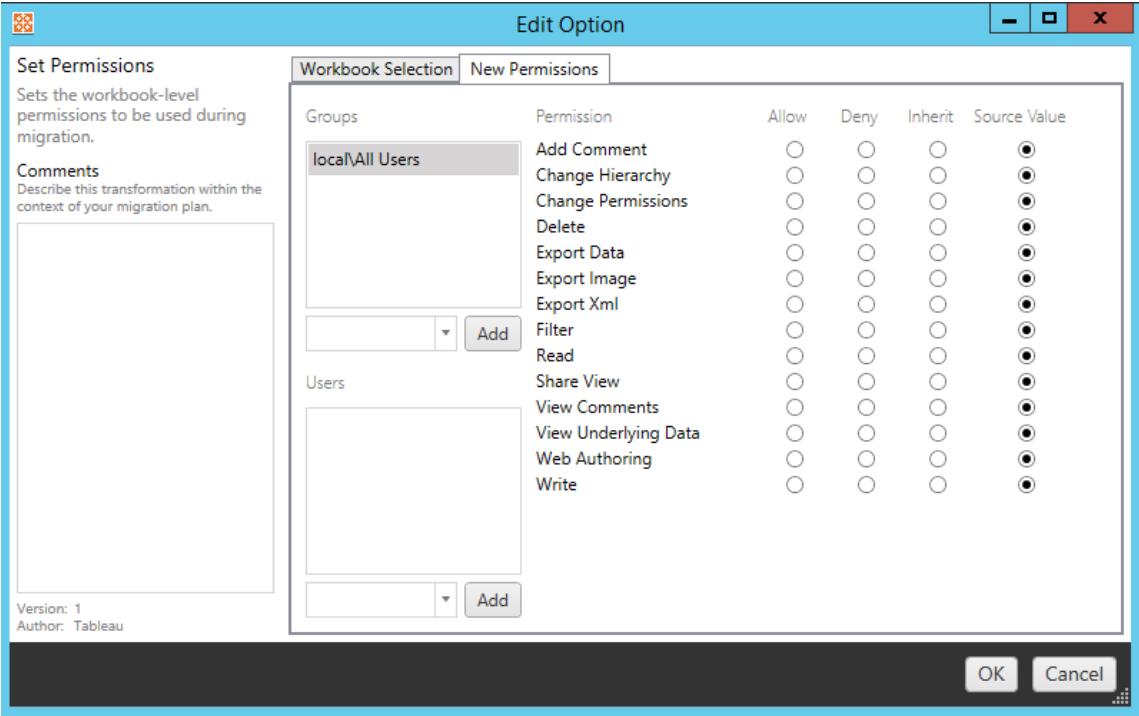 Edit Option
Set Permissions
Sets the workbook-level
permissions to be used during
migration.
Comments
Describe this transformation within the
context of your migration plan.
Version: 1
Author: Tableau
Workbook Selection
New Permissions
Groups
local\All Users
Add
Users
Add
Permission Allow Deny Inherit Source Value
Add Comment
Change Hierarchy
Change Permissions
Delete
Export Data
Export Image
Export Xml
Filter
Read
Share View
View Comments
View Underlying Data
Web Authoring
Write
OK
Cancel